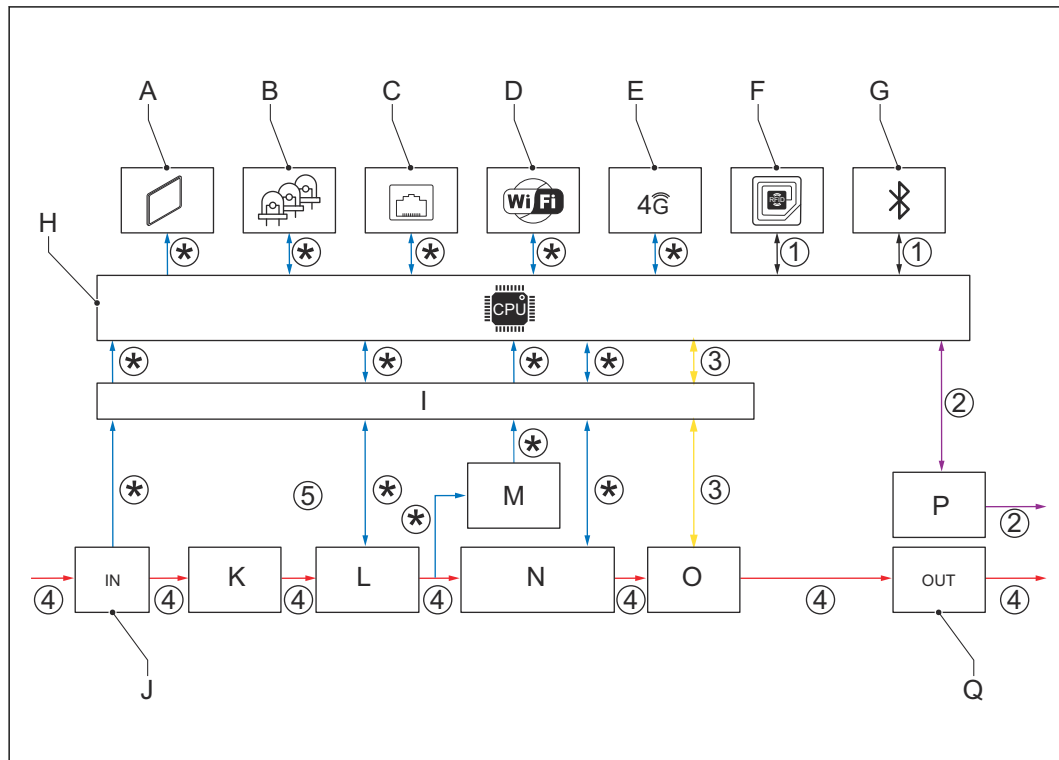 A B C D E F G
Wi Fi 4G RFID
* * * * * 1 1
H
CPU
* * * * 3
I 2
*
* 5 * * M * 3 P 2
IN K L N O OUT
4 4 4 4 4 4 4
J Q